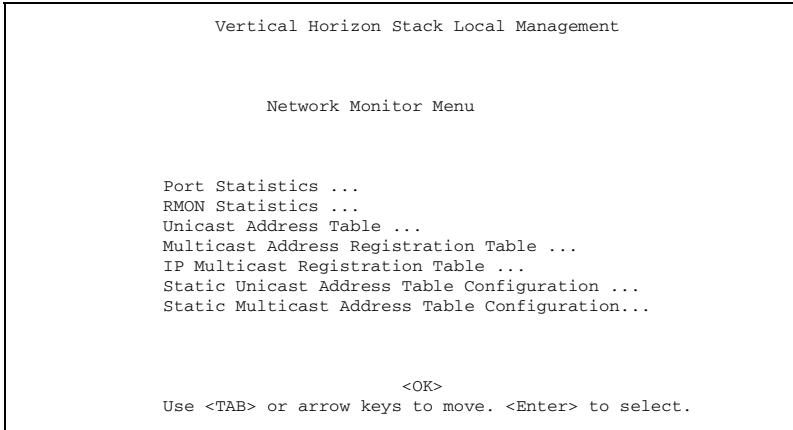 Vertical Horizon Stack Local Management
Network Monitor Menu
Port Statistics ...
RMON Statistics ...
Unicast Address Table ...
Multicast Address Registration Table ...
IP Multicast Registration Table ...
Static Unicast Address Table Configuration ...
Static Multicast Address Table Configuration...
<OK>
Use <TAB> or arrow keys to move. <Enter> to select.